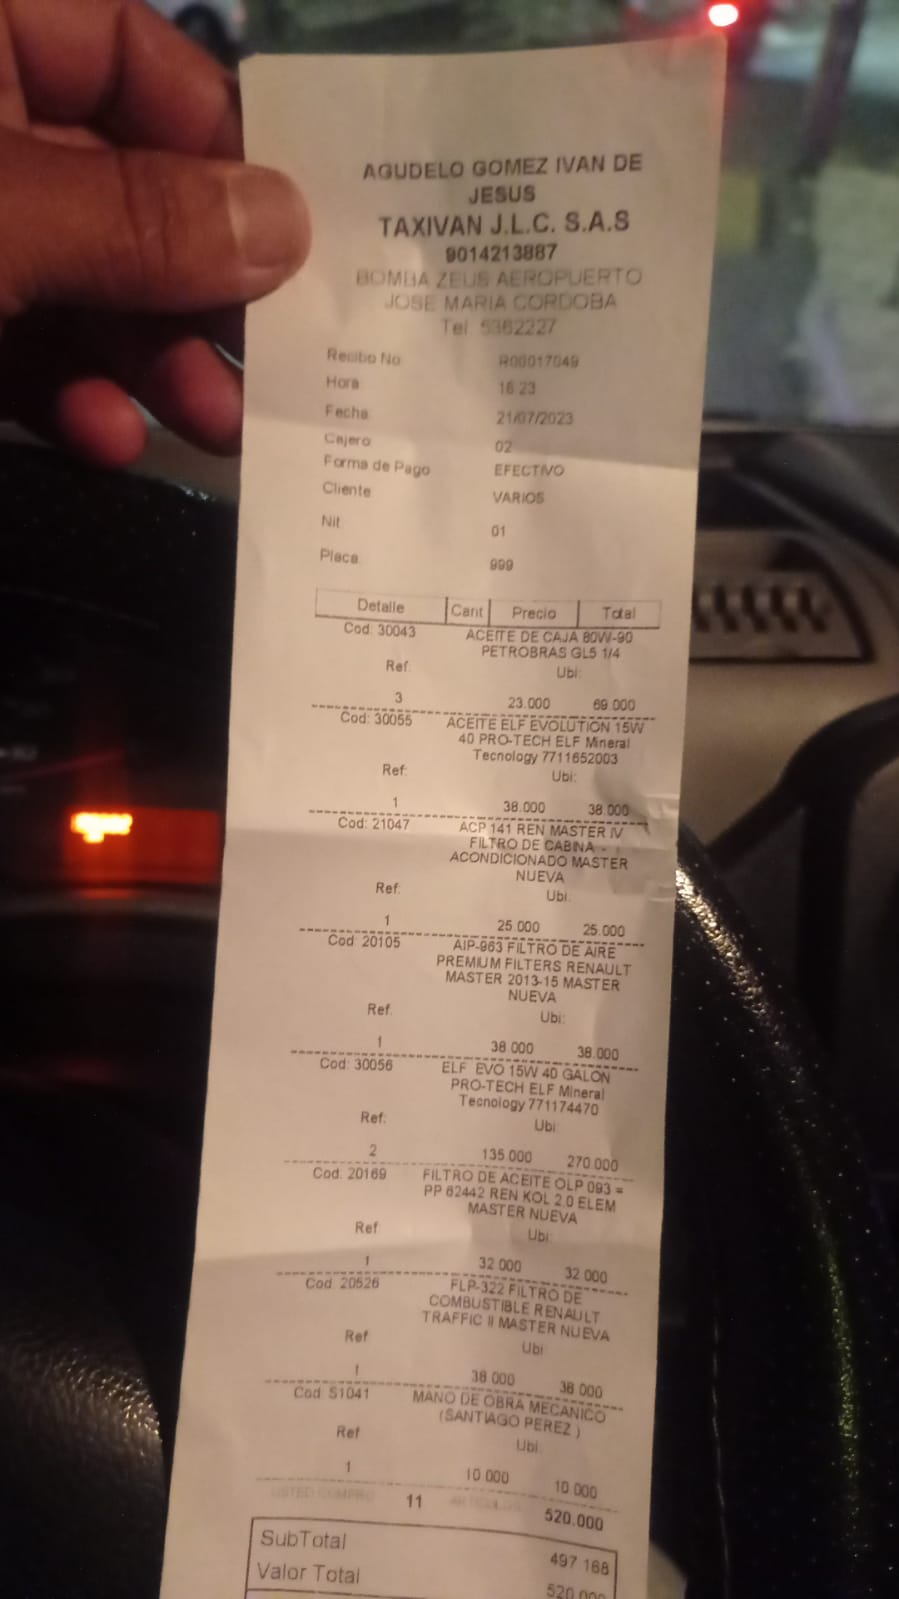 AGUDELO GOMEZ IVAN DE
JESUS
TAXIVAN J.L.C. S.A.S
9014213887
BOMBA ZEUS AEROPUERTO
JOSE MARIA CORDOBA
Tel: 5362227
Recibo No R00017049
Hora 16:23
Fecha 21/07/2023
Cajero 02
Forma de Pago EFECTIVO
Cliente VARIOS
Nit 01
Placa 999
Detalle Cant Precio Total
Cod: 30043 ACEITE DE CAJA 80W-90
PETROBRAS GL5 1/4
Ref: Ubi:
3 23.000 69.000
Cod: 30055 ACEITE ELF EVOLUTION 15W
40 PRO-TECH ELF Mineral
Tecnology 7711652003
Ref: Ubi:
1 38.000 38.000
Cod: 21047 ACP 141 REN MASTER IV
FILTRO DE CABINA -
ACONDICIONADO MASTER
NUEVA
Ref: Ubi:
1 25.000 25.000
Cod: 20105 AIP-963 FILTRO DE AIRE
PREMIUM FILTERS RENAULT
MASTER 2013-15 MASTER
NUEVA
Ref: Ubi:
1 38.000 38.000
Cod: 30056 ELF EVO 15W 40 GALON
PRO-TECH ELF Mineral
Tecnology 771174470
Ref: Ubi:
2 135.000 270.000
Cod: 20169 FILTRO DE ACEITE OLP 093 =
PP 62442 REN KOL 2.0 ELEM
MASTER NUEVA
Ref: Ubi:
1 32.000 32.000
Cod: 20526 FLP-322 FILTRO DE
COMBUSTIBLE RENAULT
TRAFFIC II MASTER NUEVA
Ref: Ubi:
1 38.000 38.000
Cod: S1041 MANO DE OBRA MECANICO
(SANTIAGO PEREZ )
Ref: Ubi:
1 10.000 10.000
USTED COMPRO 11 ARTICULOS 520.000
SubTotal 497.168
Valor Total 520.000